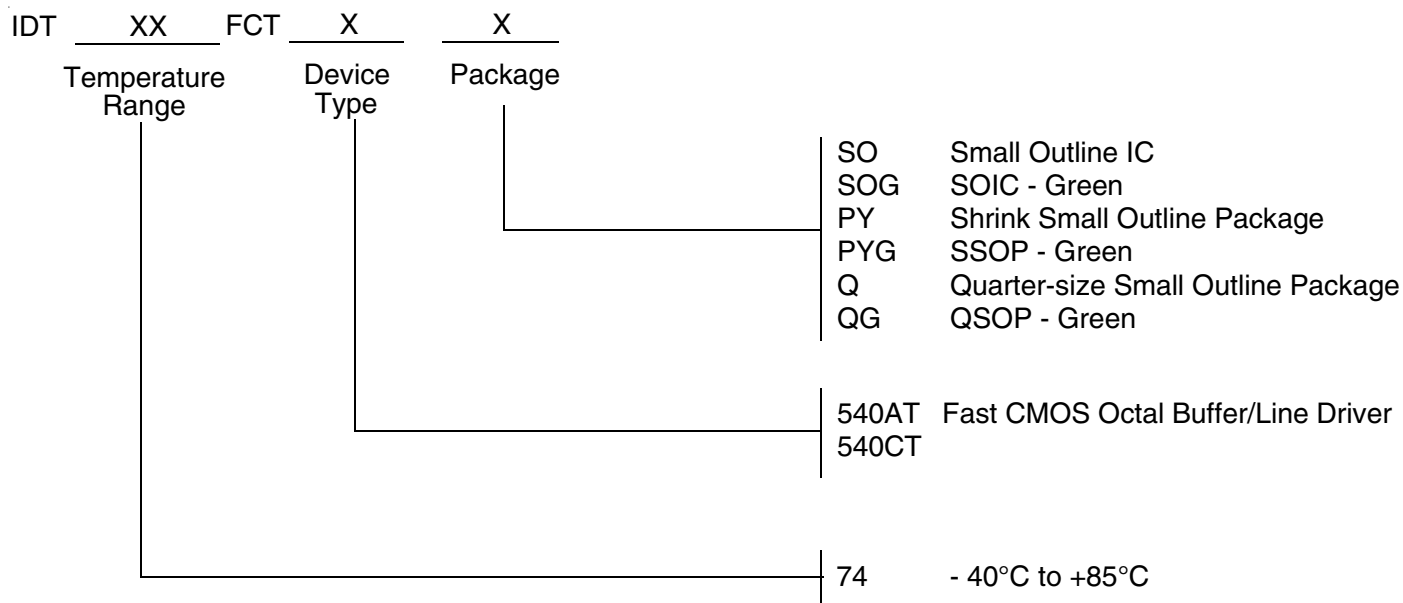 IDT XX FCT X X
Temperature Range
Device Type
Package
SO Small Outline IC
SOG SOIC - Green
PY Shrink Small Outline Package
PYG SSOP - Green
Q Quarter-size Small Outline Package
QG QSOP - Green
540AT Fast CMOS Octal Buffer/Line Driver
540CT
74 - 40°C to +85°C